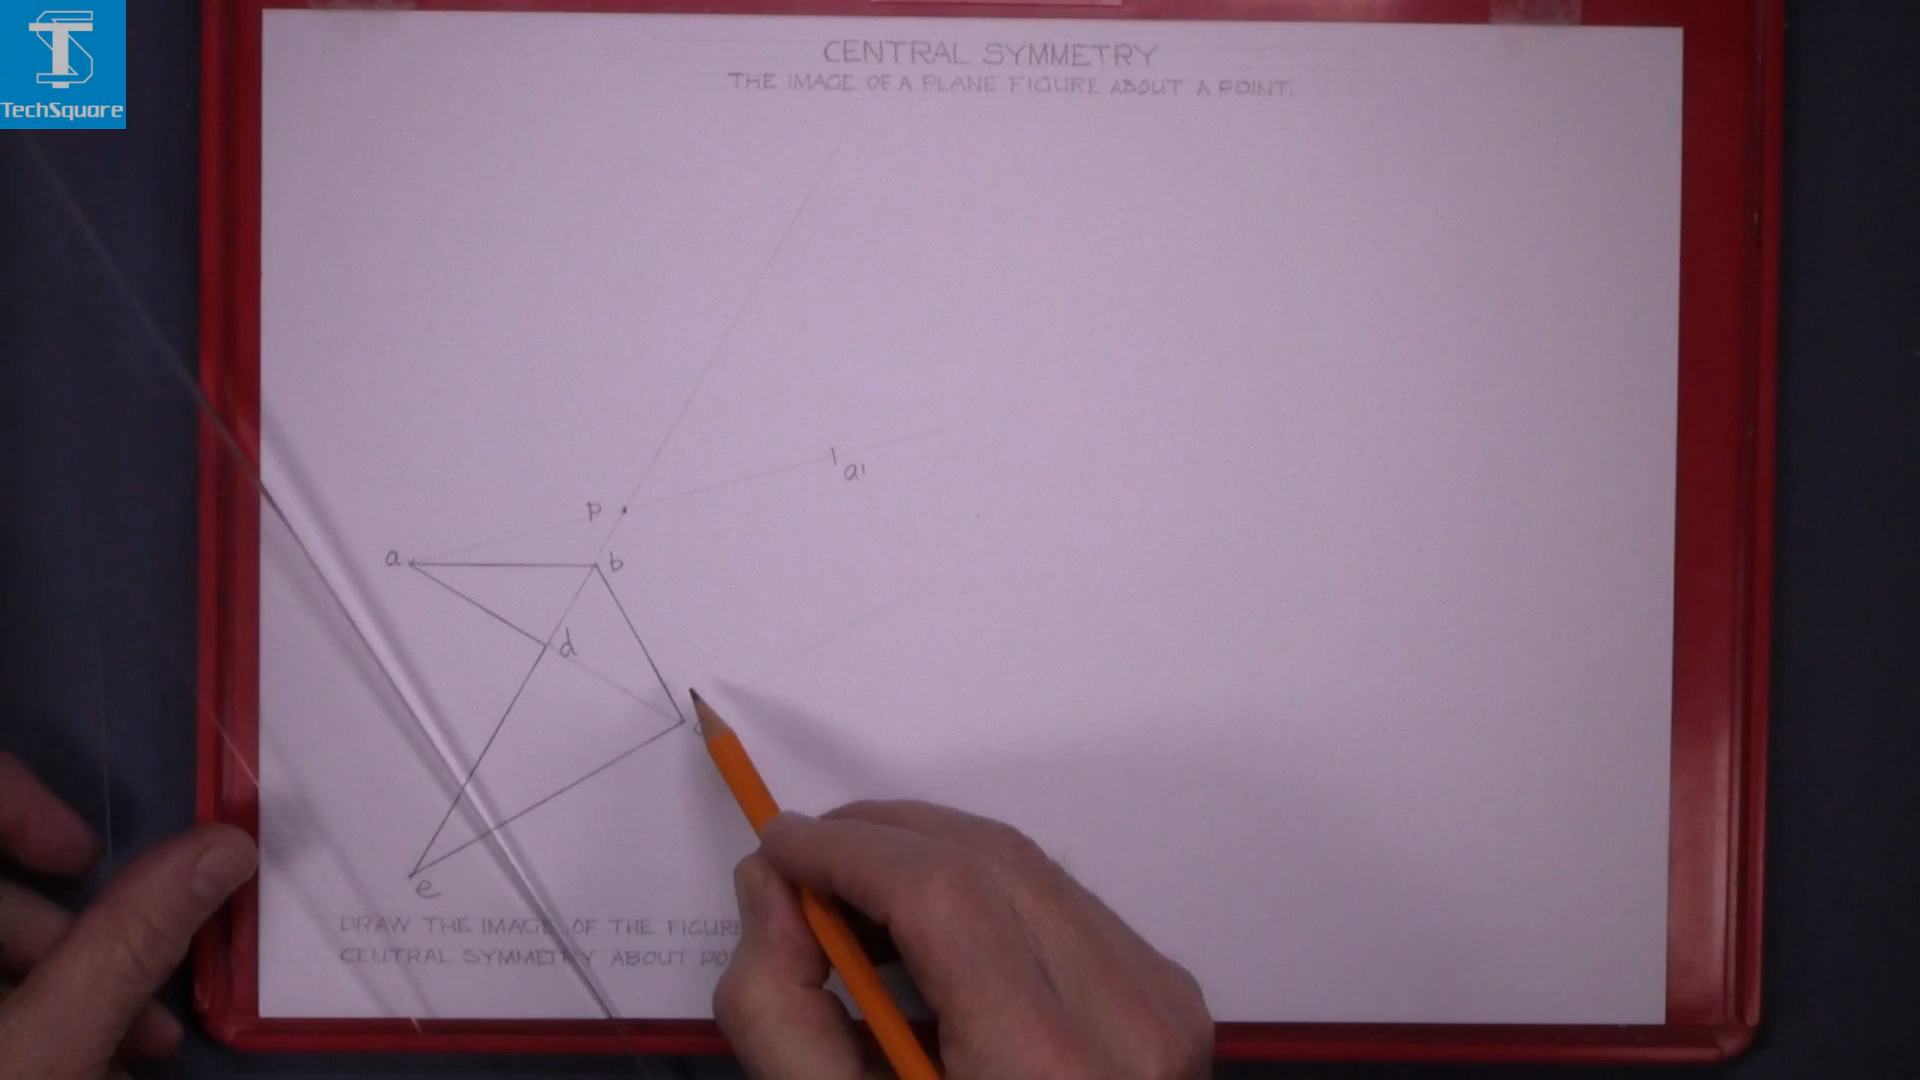 TechSquare
CENTRAL SYMMETRY
THE IMAGE OF A PLANE FIGURE ABOUT A POINT.
a1
P
a
b
d
e
DRAW THE IMAGE OF THE FIGURE
CENTRAL SYMMETRY ABOUT